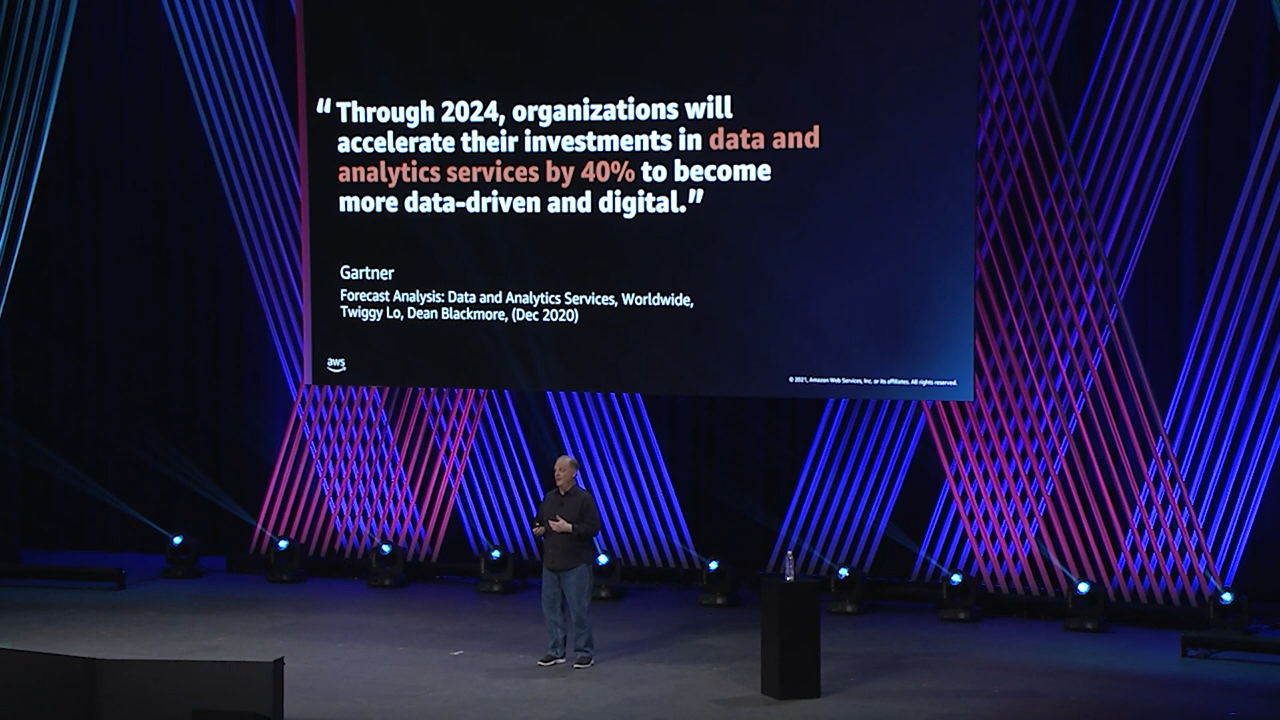 “Through 2024, organizations will
accelerate their investments in data and
analytics services by 40% to become
more data-driven and digital.”
Gartner
Forecast Analysis: Data and Analytics Services, Worldwide,
Twiggy Lo, Dean Blackmore, (Dec 2020)
aws
© 2021, Amazon Web Services, Inc. or its affiliates. All rights reserved.